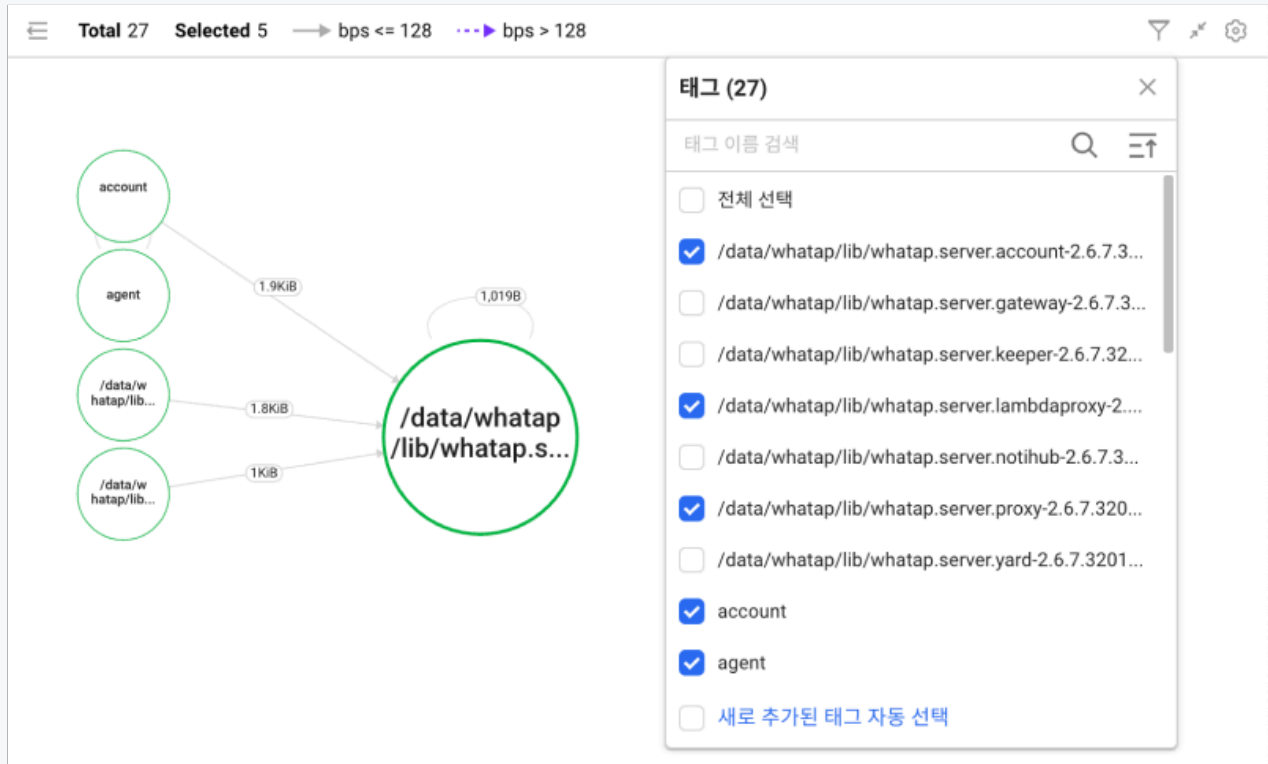 Total 27 Selected 5 bps <= 128 bps > 128
account
agent
/data/w
hatap/lib...
/data/w
hatap/lib...
1.9KiB
1.8KiB
1KiB
1,019B
/data/whatap
/lib/whatap.s...
태그 (27)
태그 이름 검색
전체 선택
/data/whatap/lib/whatap.server.account-2.6.7.3...
/data/whatap/lib/whatap.server.gateway-2.6.7.3...
/data/whatap/lib/whatap.server.keeper-2.6.7.32...
/data/whatap/lib/whatap.server.lambdaproxy-2....
/data/whatap/lib/whatap.server.notihub-2.6.7.3...
/data/whatap/lib/whatap.server.proxy-2.6.7.320...
/data/whatap/lib/whatap.server.yard-2.6.7.3201...
account
agent
새로 추가된 태그 자동 선택